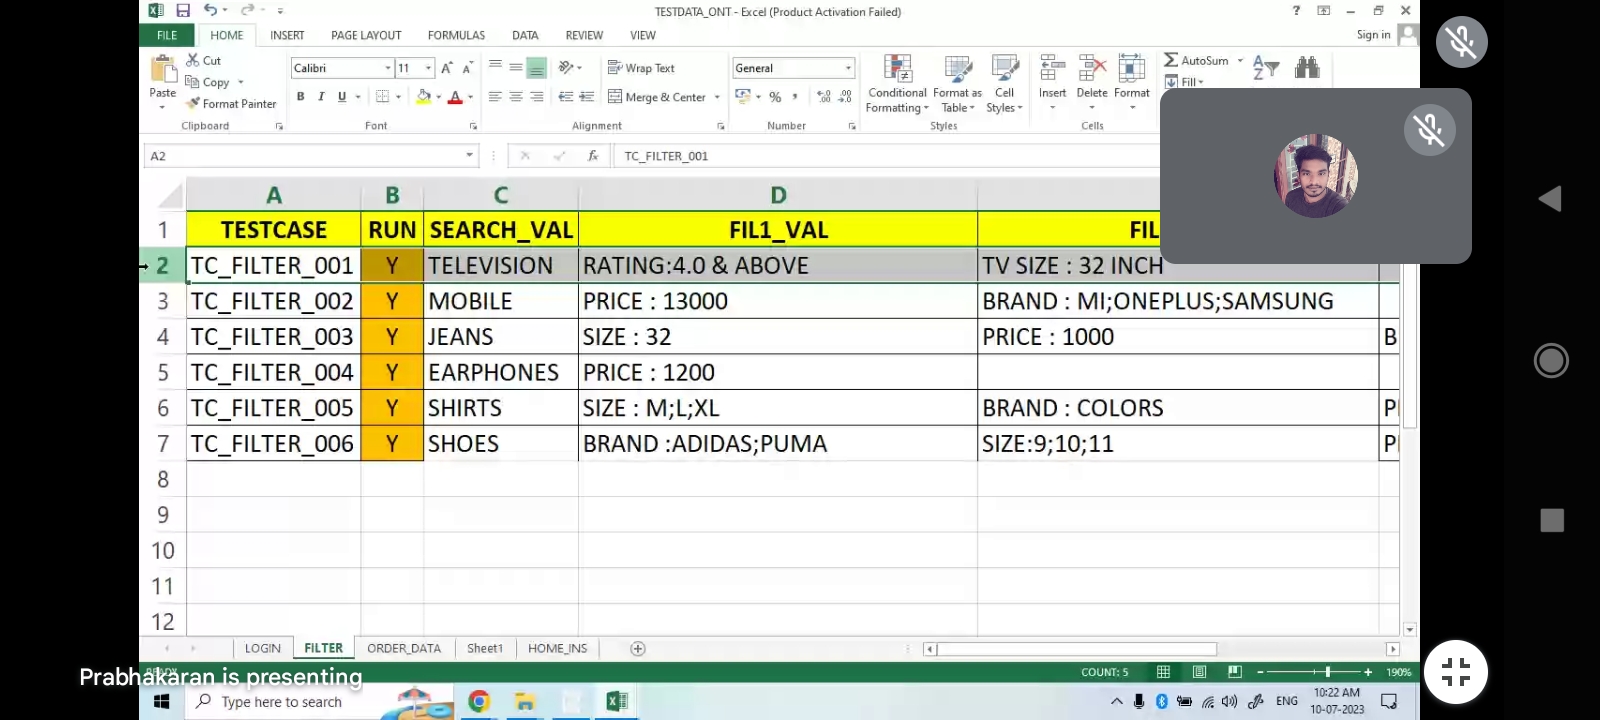 TESTDATA_ONT - Excel (Product Activation Failed)
FILE HOME INSERT PAGE LAYOUT FORMULAS DATA REVIEW VIEW Sign in
Paste Cut Copy Format Painter Clipboard
Calibri 11 B I U A Font
Wrap Text Merge & Center Alignment
General % Number
Conditional Formatting Format as Table Cell Styles Styles
Insert Delete Format Cells
AutoSum Fill
A2 fx TC_FILTER_001
A B C D
1 TESTCASE RUN SEARCH_VAL FIL1_VAL FIL
2 TC_FILTER_001 Y TELEVISION RATING:4.0 & ABOVE TV SIZE : 32 INCH
3 TC_FILTER_002 Y MOBILE PRICE : 13000 BRAND : MI;ONEPLUS;SAMSUNG
4 TC_FILTER_003 Y JEANS SIZE : 32 PRICE : 1000 B
5 TC_FILTER_004 Y EARPHONES PRICE : 1200
6 TC_FILTER_005 Y SHIRTS SIZE : M;L;XL BRAND : COLORS P
7 TC_FILTER_006 Y SHOES BRAND :ADIDAS;PUMA SIZE:9;10;11 P
8
9
10
11
12
LOGIN FILTER ORDER_DATA Sheet1 HOME_INS
COUNT: 5 190%
Prabhakaran is presenting
Type here to search
ENG 10:22 AM
10-07-2023